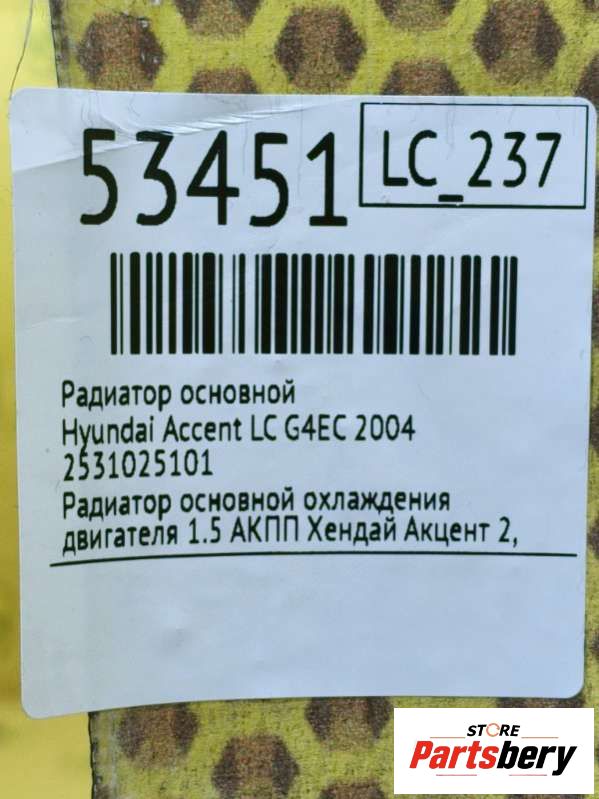 53451
LC_237
Радиатор основной
Hyundai Accent LC G4EC 2004
2531025101
Радиатор основной охлаждения
двигателя 1.5 АКПП Хендай Акцент 2,
STORE
Partsbery